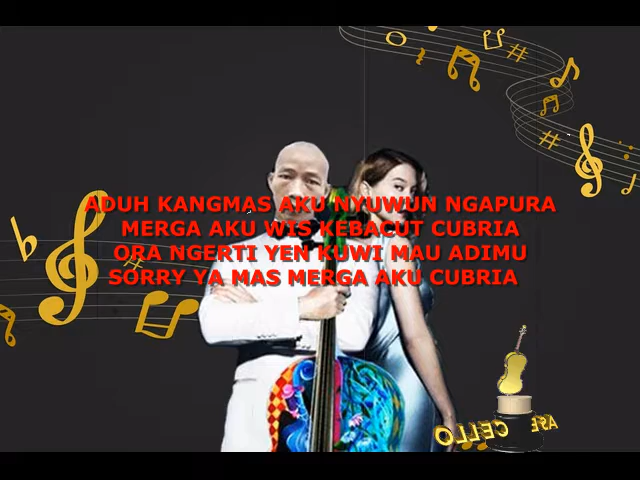 ADUH KANGMAS AKU NYUWUN NGAPURA
MERGA AKU WIS KEBACUT CUBRIA
ORA NGERTI YEN KUWI MAU ADIMU
SORRY YA MAS MERGA AKU CUBRIA
CELLO